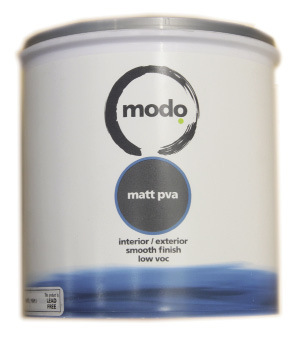 modo
matt pva
interior / exterior
smooth finish
low voc
LEAD
FREE